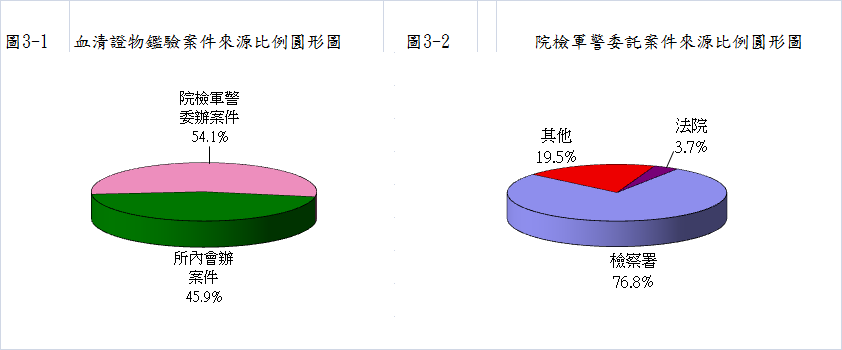 圖3-1 血清證物鑑驗案件來源比例圓形圖
院檢軍警
委辦案件
54.1%
所內會辦
案件
45.9%
圖3-2 院檢軍警委託案件來源比例圓形圖
法院
3.7%
其他
19.5%
檢察署
76.8%